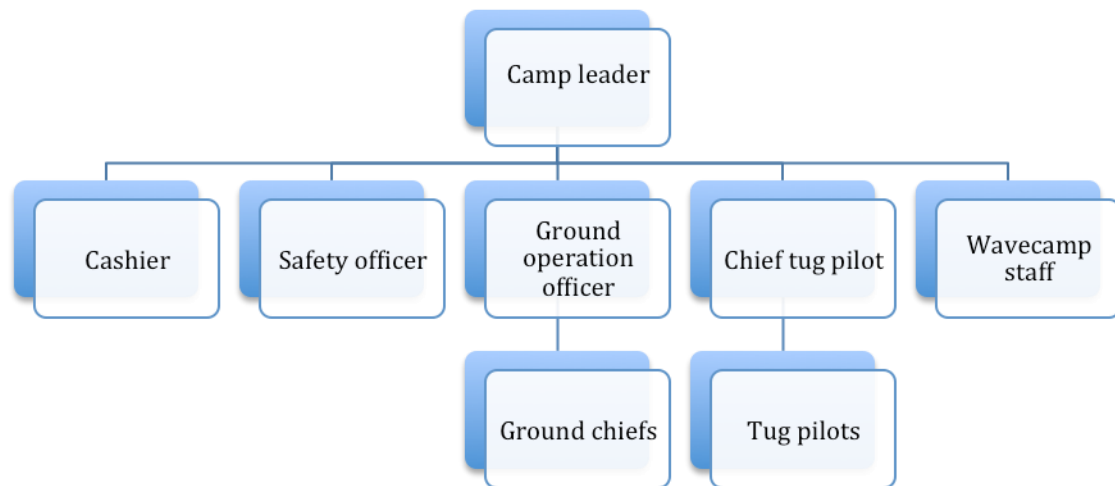 Camp leader
Cashier
Safety officer
Ground
operation
officer
Chief tug pilot
Wavecamp
staff
Ground chiefs
Tug pilots